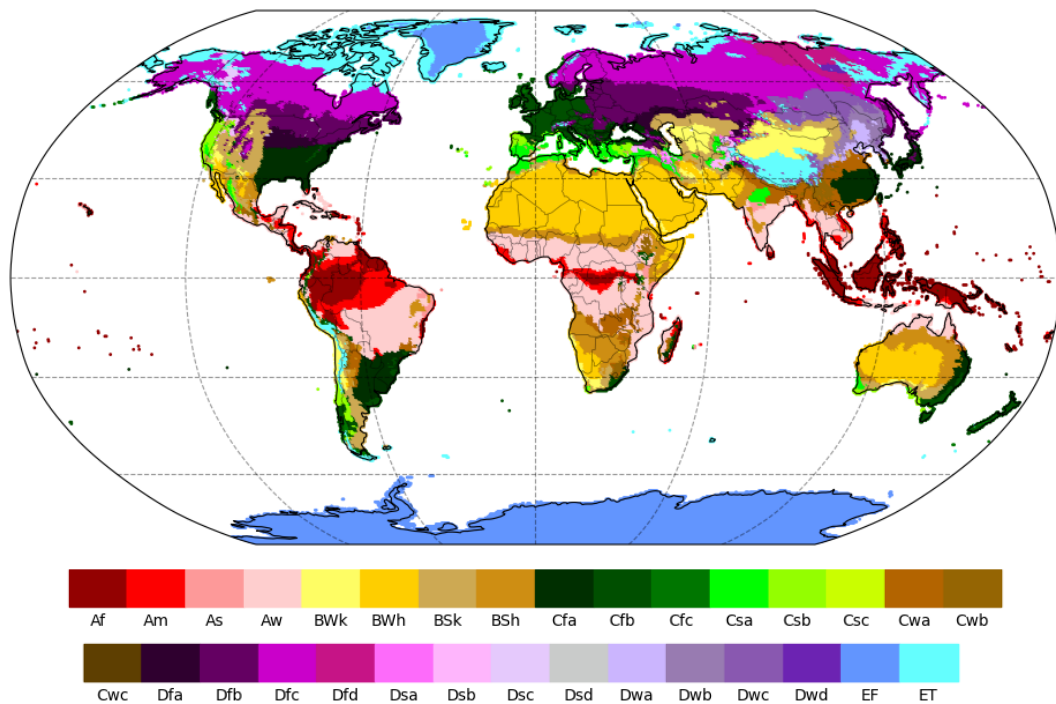 Af Am As Aw BWk BWh BSk BSh Cfa Cfb Cfc Csa Csb Csc Cwa Cwb
Cwc Dfa Dfb Dfc Dfd Dsa Dsb Dsc Dsd Dwa Dwb Dwc Dwd EF ET